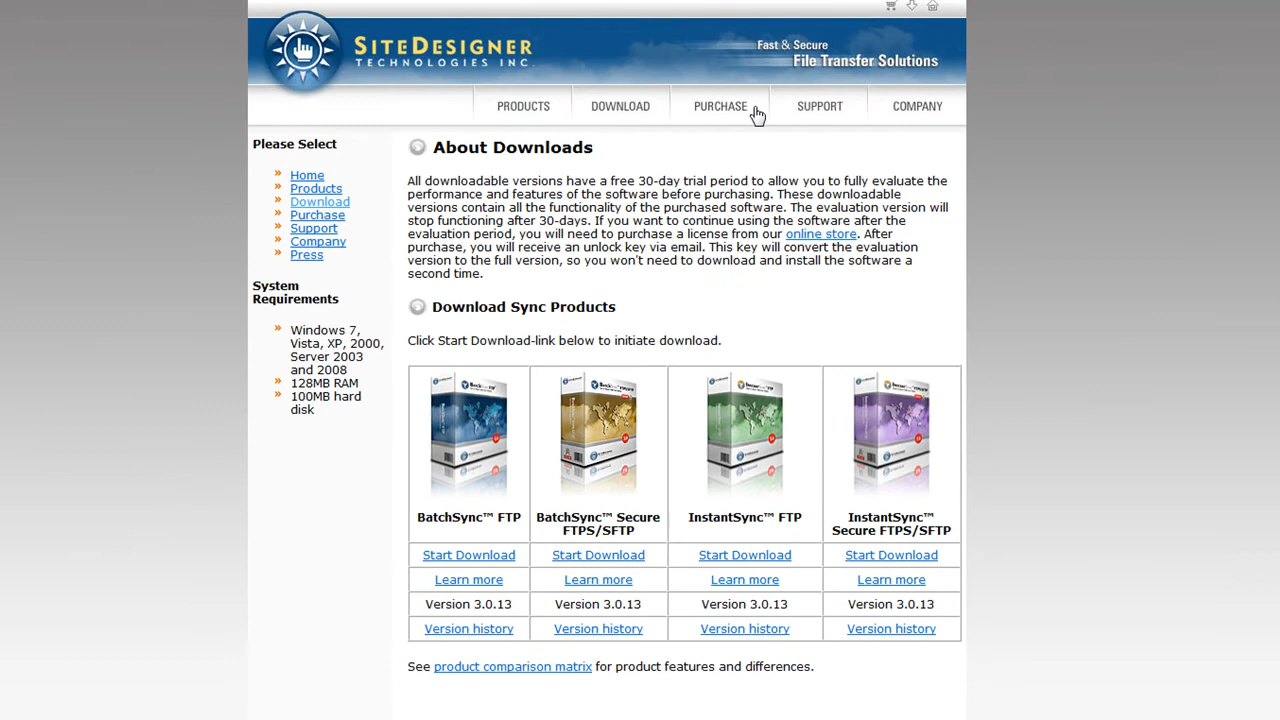 SITEDESIGNER
TECHNOLOGIES INC.
Fast & Secure
File Transfer Solutions
PRODUCTS DOWNLOAD PURCHASE SUPPORT COMPANY
Please Select
» Home
» Products
» Download
» Purchase
» Support
» Company
» Press
System
Requirements
» Windows 7,
Vista, XP, 2000,
Server 2003
and 2008
» 128MB RAM
» 100MB hard
disk
About Downloads
All downloadable versions have a free 30-day trial period to allow you to fully evaluate the
performance and features of the software before purchasing. These downloadable
versions contain all the functionality of the purchased software. The evaluation version will
stop functioning after 30-days. If you want to continue using the software after the
evaluation period, you will need to purchase a license from our online store. After
purchase, you will receive an unlock key via email. This key will convert the evaluation
version to the full version, so you won't need to download and install the software a
second time.
Download Sync Products
Click Start Download-link below to initiate download.
BatchSync™ FTP
BatchSync™ Secure
FTPS/SFTP
InstantSync™ FTP
InstantSync™
Secure FTPS/SFTP
Start Download Start Download Start Download Start Download
Learn more Learn more Learn more Learn more
Version 3.0.13 Version 3.0.13 Version 3.0.13 Version 3.0.13
Version history Version history Version history Version history
See product comparison matrix for product features and differences.